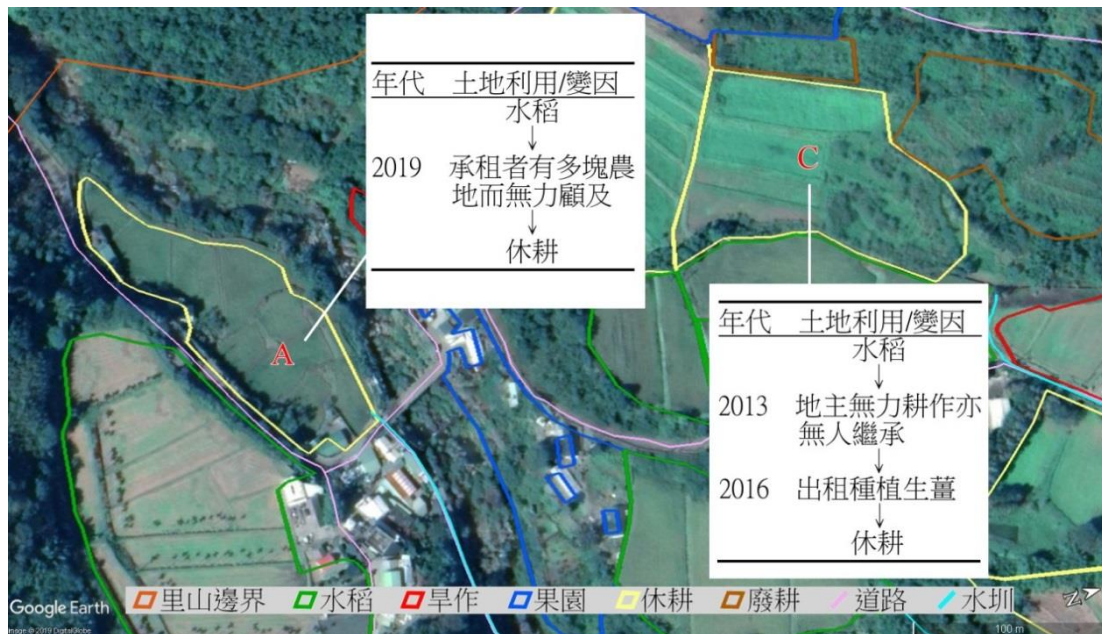 年代 土地利用/變因
水稻
↓
2019 承租者有多塊農
地而無力顧及
↓
休耕
A
C
年代 土地利用/變因
水稻
↓
2013 地主無力耕作亦
無人繼承
↓
2016 出租種植生薑
↓
休耕
里山邊界 水稻 旱作 果園 休耕 廢耕 道路 水圳
Google Earth
Image © 2019 DigitalGlobe
100 m
N